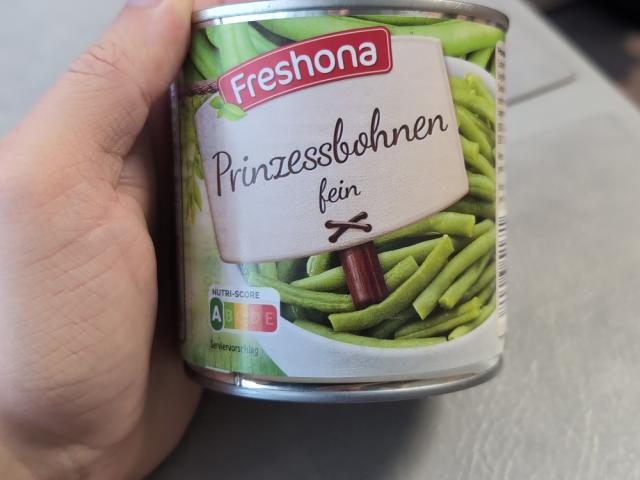 Freshona
Prinzessbohnen
fein
NUTRI-SCORE
A B C D E
Serviervorschlag